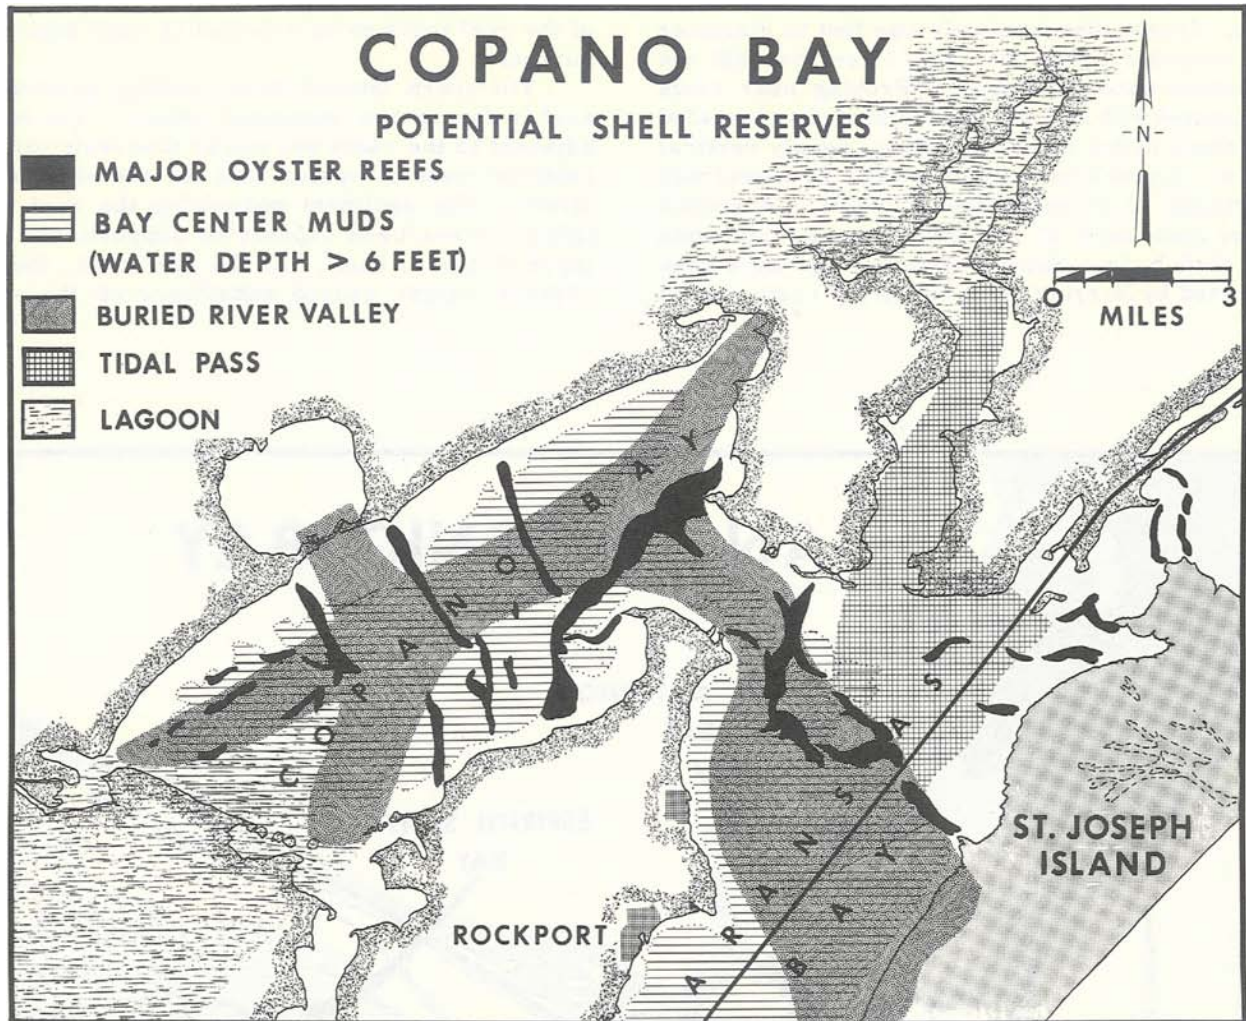 COPANO BAY
POTENTIAL SHELL RESERVES
MAJOR OYSTER REEFS
BAY CENTER MUDS
(WATER DEPTH > 6 FEET)
BURIED RIVER VALLEY
TIDAL PASS
LAGOON
-N-
0 3
MILES
COPANO BAY
ARANSAS
BAY
ST. JOSEPH
ISLAND
ROCKPORT